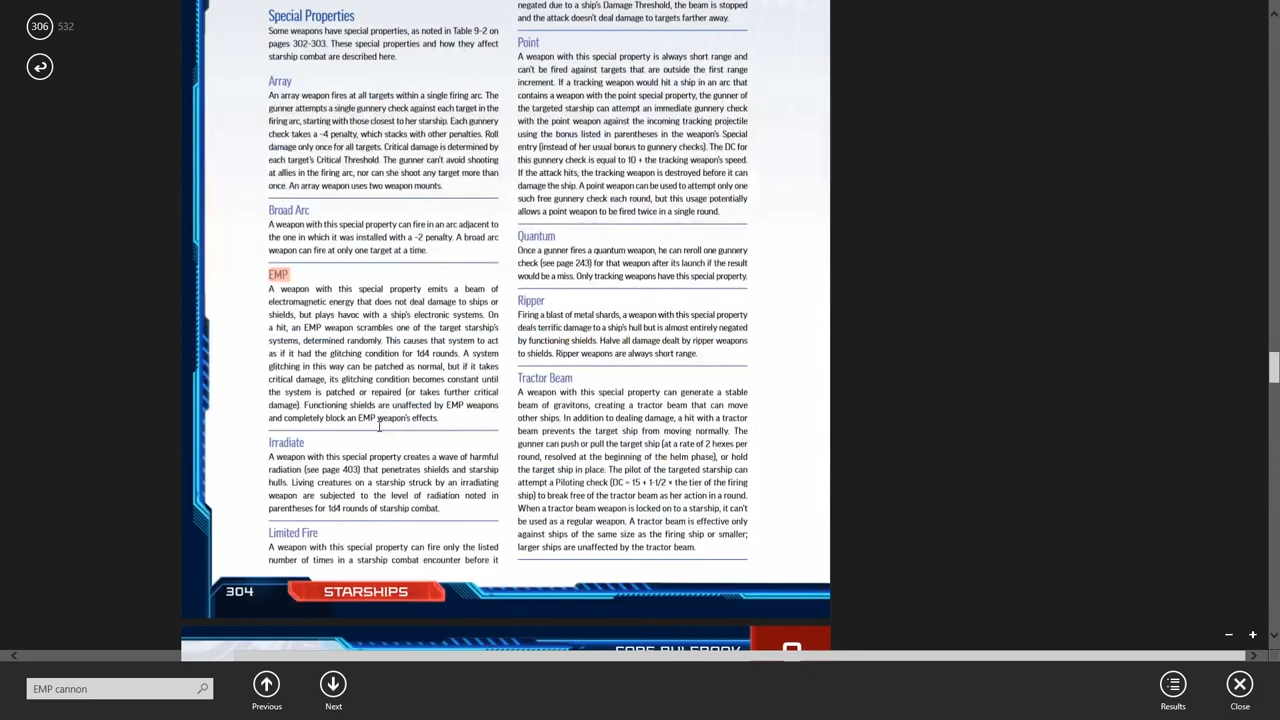 306 532
Special Properties
Some weapons have special properties, as noted in Table 9-2 on
pages 302-303. These special properties and how they affect
starship combat are described here.
Array
An array weapon fires at all targets within a single firing arc. The
gunner attempts a single gunnery check against each target in the
firing arc, starting with those closest to her starship. Each gunnery
check takes a -4 penalty, which stacks with other penalties. Roll
damage only once for all targets. Critical damage is determined by
each target's Critical Threshold. The gunner can't avoid shooting
at allies in the firing arc, nor can she shoot any target more than
once. An array weapon uses two weapon mounts.
Broad Arc
A weapon with this special property can fire in an arc adjacent to
the one in which it was installed with a -2 penalty. A broad arc
weapon can fire at only one target at a time.
EMP
A weapon with this special property emits a beam of
electromagnetic energy that does not deal damage to ships or
shields, but plays havoc with a ship's electronic systems. On
a hit, an EMP weapon scrambles one of the target starship's
systems, determined randomly. This causes that system to act
as if it had the glitching condition for 1d4 rounds. A system
glitching in this way can be patched as normal, but if it takes
critical damage, its glitching condition becomes constant until
the system is patched or repaired (or takes further critical
damage). Functioning shields are unaffected by EMP weapons
and completely block an EMP weapon's effects.
Irradiate
A weapon with this special property creates a wave of harmful
radiation (see page 403) that penetrates shields and starship
hulls. Living creatures on a starship struck by an irradiating
weapon are subjected to the level of radiation noted in
parentheses for 1d4 rounds of starship combat.
Limited Fire
A weapon with this special property can fire only the listed
number of times in a starship combat encounter before it
negated due to a ship's Damage Threshold, the beam is stopped
and the attack doesn't deal damage to targets farther away.
Point
A weapon with this special property is always short range and
can't be fired against targets that are outside the first range
increment. If a tracking weapon would hit a ship in an arc that
contains a weapon with the point special property, the gunner of
the targeted starship can attempt an immediate gunnery check
with the point weapon against the incoming tracking projectile
using the bonus listed in parentheses in the weapon's Special
entry (instead of her usual bonus to gunnery checks). The DC for
this gunnery check is equal to 10 + the tracking weapon's speed.
If the attack hits, the tracking weapon is destroyed before it can
damage the ship. A point weapon can be used to attempt only one
such free gunnery check each round, but this usage potentially
allows a point weapon to be fired twice in a single round.
Quantum
Once a gunner fires a quantum weapon, he can reroll one gunnery
check (see page 243) for that weapon after its launch if the result
would be a miss. Only tracking weapons have this special property.
Ripper
Firing a blast of metal shards, a weapon with this special property
deals terrific damage to a ship's hull but is almost entirely negated
by functioning shields. Halve all damage dealt by ripper weapons
to shields. Ripper weapons are always short range.
Tractor Beam
A weapon with this special property can generate a stable
beam of gravitons, creating a tractor beam that can move
other ships. In addition to dealing damage, a hit with a tractor
beam prevents the target ship from moving normally. The
gunner can push or pull the target ship (at a rate of 2 hexes per
round, resolved at the beginning of the helm phase), or hold
the target ship in place. The pilot of the targeted starship can
attempt a Piloting check (DC = 15 + 1-1/2 × the tier of the firing
ship) to break free of the tractor beam as her action in a round.
When a tractor beam weapon is locked on to a starship, it can't
be used as a regular weapon. A tractor beam is effective only
against ships of the same size as the firing ship or smaller;
larger ships are unaffected by the tractor beam.
304 STARSHIPS
CORE RULEBOOK
EMP cannon
Previous
Next
Results
Close